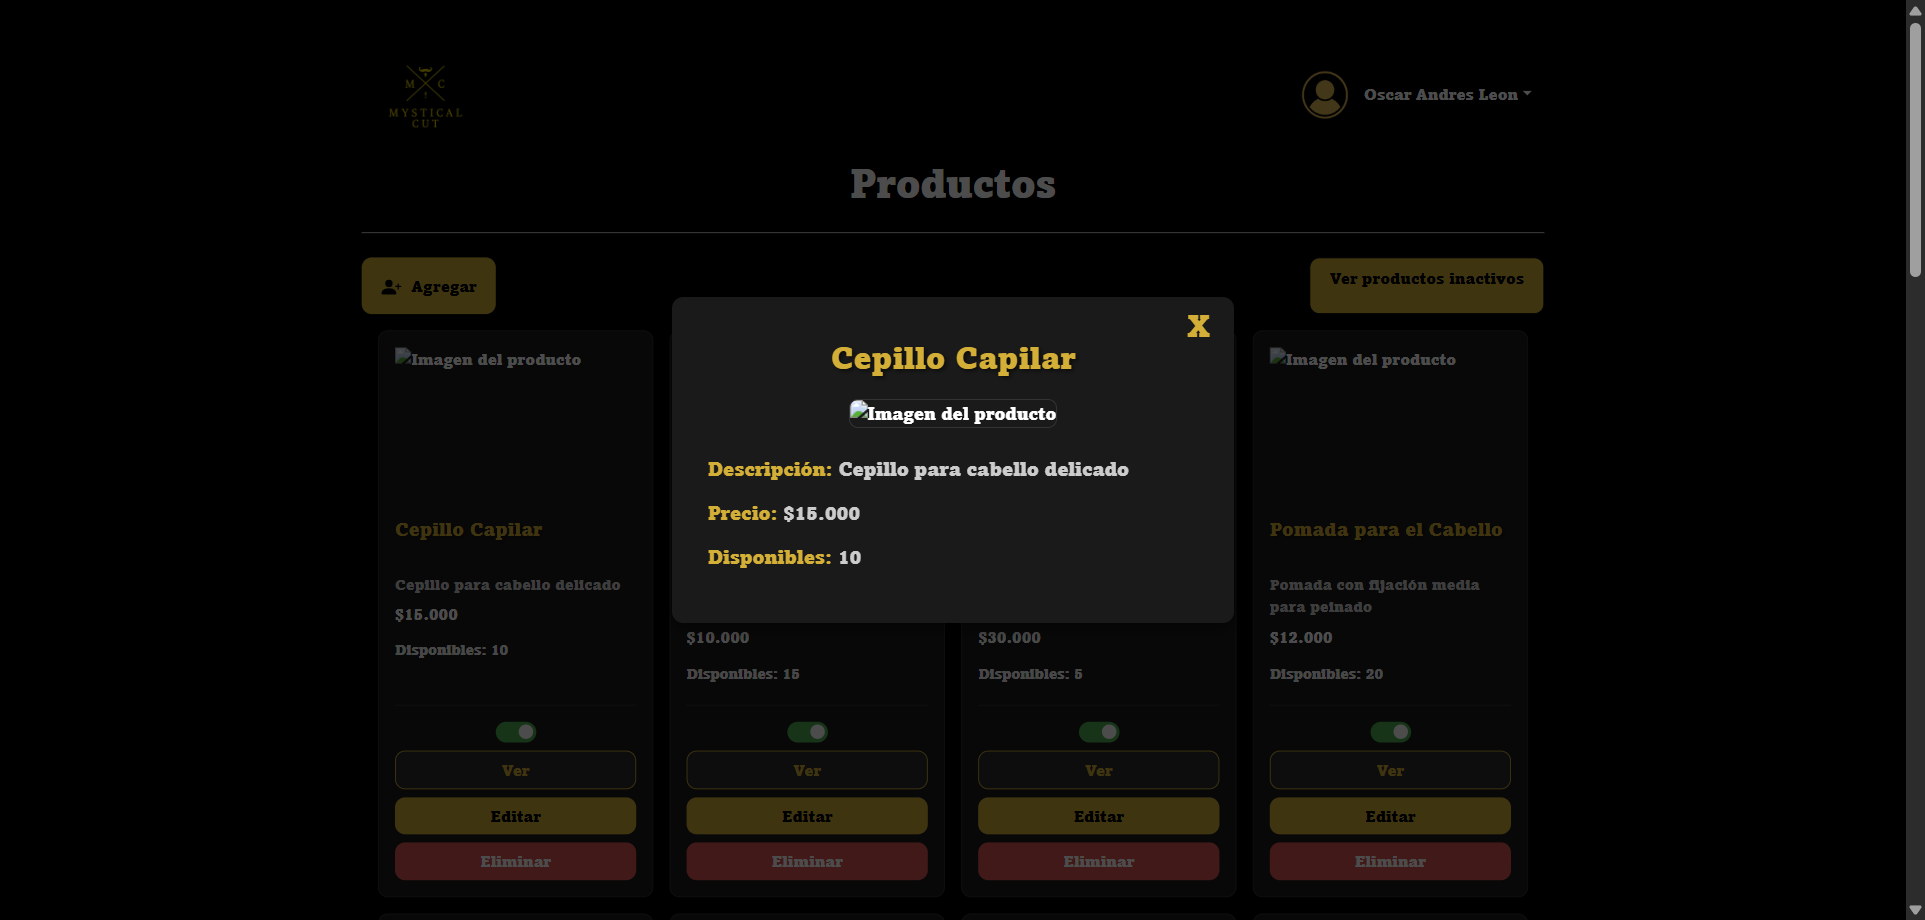 M C
MYSTICAL
CUT
Oscar Andres Leon
Productos
Agregar
Ver productos inactivos
X
Cepillo Capilar
Imagen del producto
Descripción: Cepillo para cabello delicado
Precio: $15.000
Disponibles: 10
Imagen del producto
Cepillo Capilar
Cepillo para cabello delicado
$15.000
Disponibles: 10
Ver
Editar
Eliminar
$10.000
Disponibles: 15
Ver
Editar
Eliminar
$30.000
Disponibles: 5
Ver
Editar
Eliminar
Imagen del producto
Pomada para el Cabello
Pomada con fijación media
para peinado
$12.000
Disponibles: 20
Ver
Editar
Eliminar